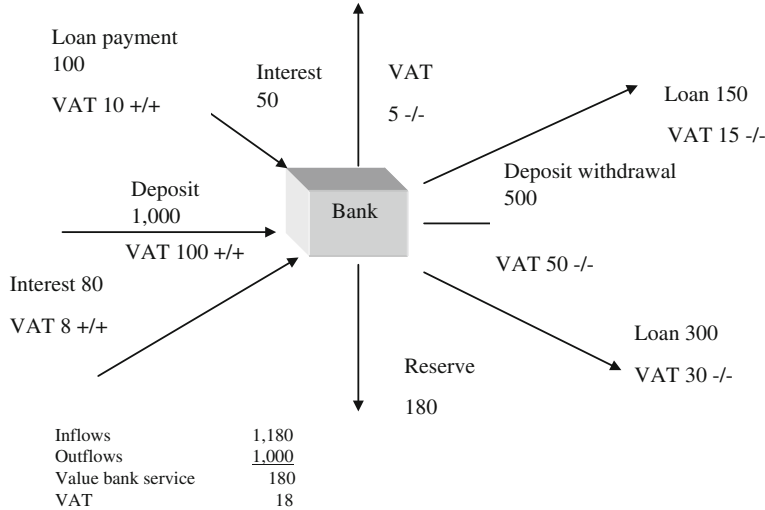 Loan payment
100
VAT 10 +/+
Interest
50
VAT
5 -/-
Loan 150
VAT 15 -/-
Deposit
1,000
VAT 100 +/+
Bank
Deposit withdrawal
500
VAT 50 -/-
Interest 80
VAT 8 +/+
Loan 300
VAT 30 -/-
Reserve
180
Inflows 1,180
Outflows 1,000
Value bank service 180
VAT 18